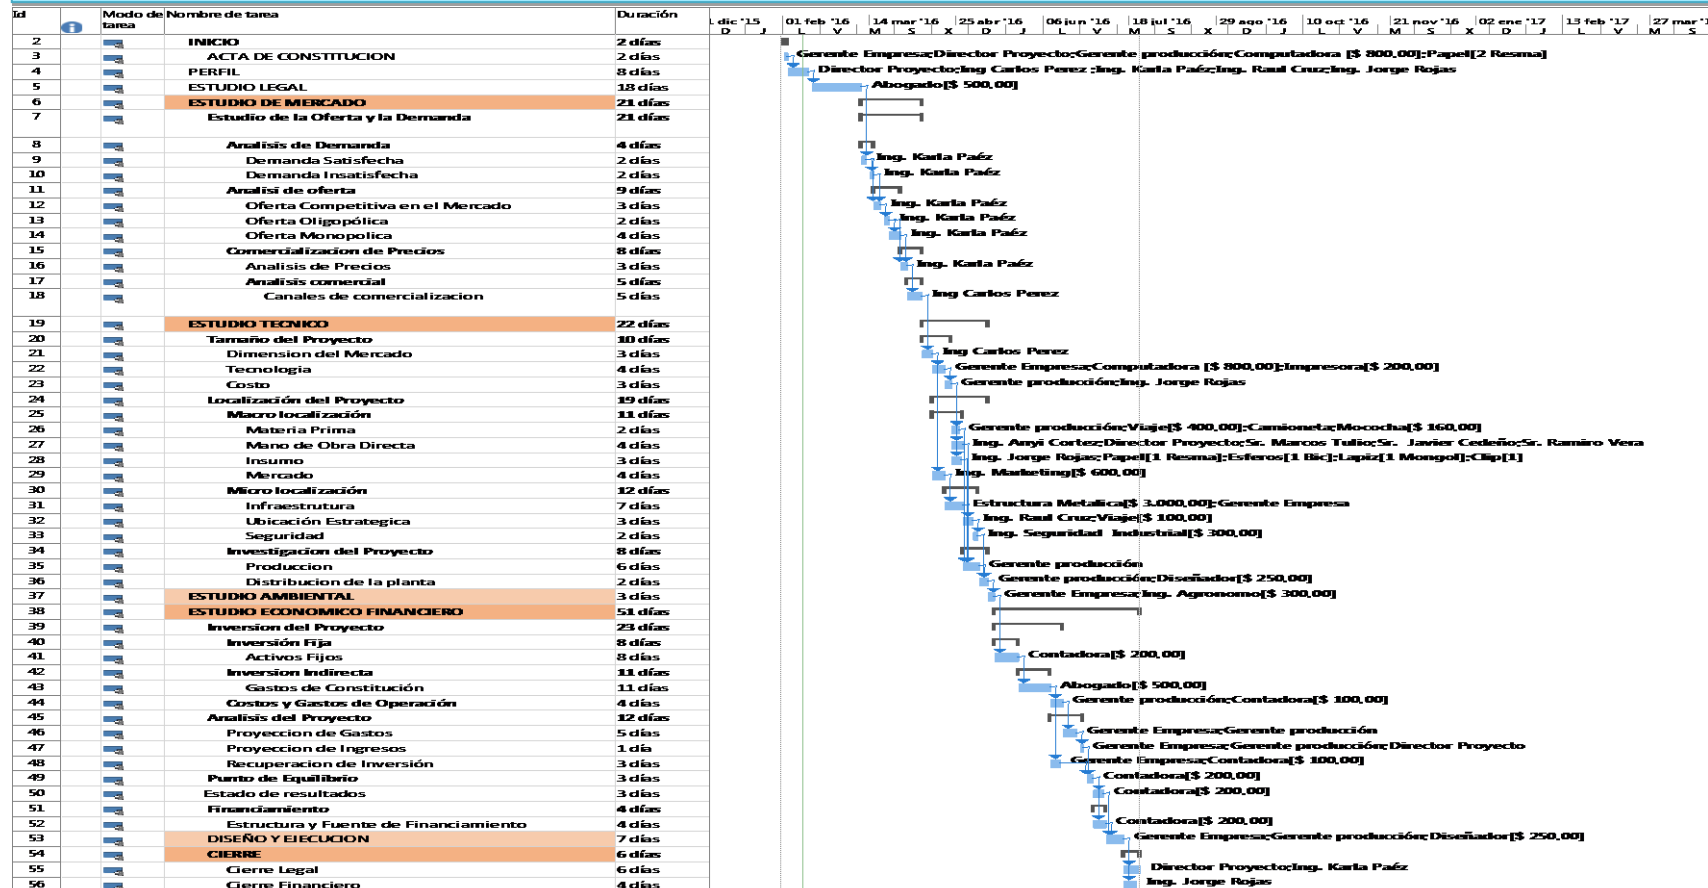 Id Modo de tarea Nombre de tarea Duración
dic '15 01 feb '16 14 mar '16 25 abr '16 06 jun '16 18 jul '16 29 ago '16 10 oct '16 21 nov '16 02 ene '17 13 feb '17 27 mar '1
D J L V M S X D J L V M S X D J L V M S X D J L V M S
2 INICIO 2 días
3 ACTA DE CONSTITUCION 2 días Gerente Empresa;Director Proyecto;Gerente producción;Computadora [$ 800,00];Papel[2 Resma]
4 PERFIL 8 días Director Proyecto;Ing Carlos Perez ;Ing. Karla Paéz;Ing. Raul Cruz;Ing. Jorge Rojas
5 ESTUDIO LEGAL 18 días Abogado[$ 500,00]
6 ESTUDIO DE MERCADO 21 días
7 Estudio de la Oferta y la Demanda 21 días
8 Analisis de Demanda 4 días
9 Demanda Satisfecha 2 días Ing. Karla Paéz
10 Demanda Insatisfecha 2 días Ing. Karla Paéz
11 Analisi de oferta 9 días
12 Oferta Competitiva en el Mercado 3 días Ing. Karla Paéz
13 Oferta Oligopólica 2 días Ing. Karla Paéz
14 Oferta Monopolica 4 días Ing. Karla Paéz
15 Comercializacion de Precios 8 días
16 Analisis de Precios 3 días Ing. Karla Paéz
17 Analisis comercial 5 días
18 Canales de comercializacion 5 días Ing Carlos Perez
19 ESTUDIO TECNICO 22 días
20 Tamaño del Proyecto 10 días
21 Dimension del Mercado 3 días Ing Carlos Perez
22 Tecnologia 4 días Gerente Empresa;Computadora [$ 800,00];Impresora[$ 200,00]
23 Costo 3 días Gerente producción;Ing. Jorge Rojas
24 Localización del Proyecto 19 días
25 Macro localización 11 días
26 Materia Prima 2 días Gerente producción;Viaje[$ 400,00];Camioneta;Mococha[$ 160,00]
27 Mano de Obra Directa 4 días Ing. Anyi Cortez;Director Proyecto;Sr. Marcos Tulio;Sr. Javier Cedeño;Sr. Ramiro Vera
28 Insumo 3 días Ing. Jorge Rojas;Papel[1 Resma];Esferos[1 Bic];Lapiz[1 Mongol];Clip[1]
29 Mercado 4 días Ing. Marketing[$ 600,00]
30 Micro localización 12 días
31 Infraestrutura 7 días Estructura Metalica[$ 3.000,00];Gerente Empresa
32 Ubicación Estrategica 3 días Ing. Raul Cruz;Viaje[$ 100,00]
33 Seguridad 2 días Ing. Seguridad Industrial[$ 300,00]
34 Investigacion del Proyecto 8 días
35 Produccion 6 días Gerente producción
36 Distribucion de la planta 2 días Gerente producción;Diseñador[$ 250,00]
37 ESTUDIO AMBIENTAL 3 días Gerente Empresa;Ing. Agronomo[$ 300,00]
38 ESTUDIO ECONOMICO FINANCIERO 51 días
39 Inversion del Proyecto 23 días
40 Inversión Fija 8 días
41 Activos Fijos 8 días Contadora[$ 200,00]
42 Inversion Indirecta 11 días
43 Gastos de Constitución 11 días Abogado[$ 500,00]
44 Costos y Gastos de Operación 4 días Gerente producción;Contadora[$ 100,00]
45 Analisis del Proyecto 12 días
46 Proyeccion de Gastos 5 días Gerente Empresa;Gerente producción
47 Proyeccion de Ingresos 1 día Gerente Empresa;Gerente producción;Director Proyecto
48 Recuperacion de Inversión 3 días Gerente Empresa;Contadora[$ 100,00]
49 Punto de Equilibrio 3 días Contadora[$ 200,00]
50 Estado de resultados 3 días Contadora[$ 200,00]
51 Financiamiento 4 días
52 Estructura y Fuente de Financiamiento 4 días Contadora[$ 200,00]
53 DISEÑO Y EJECUCION 7 días Gerente Empresa;Gerente producción;Diseñador[$ 250,00]
54 CIERRE 6 días
55 Cierre Legal 6 días Director Proyecto;Ing. Karla Paéz
56 Cierre Financiero 4 días Ing. Jorge Rojas